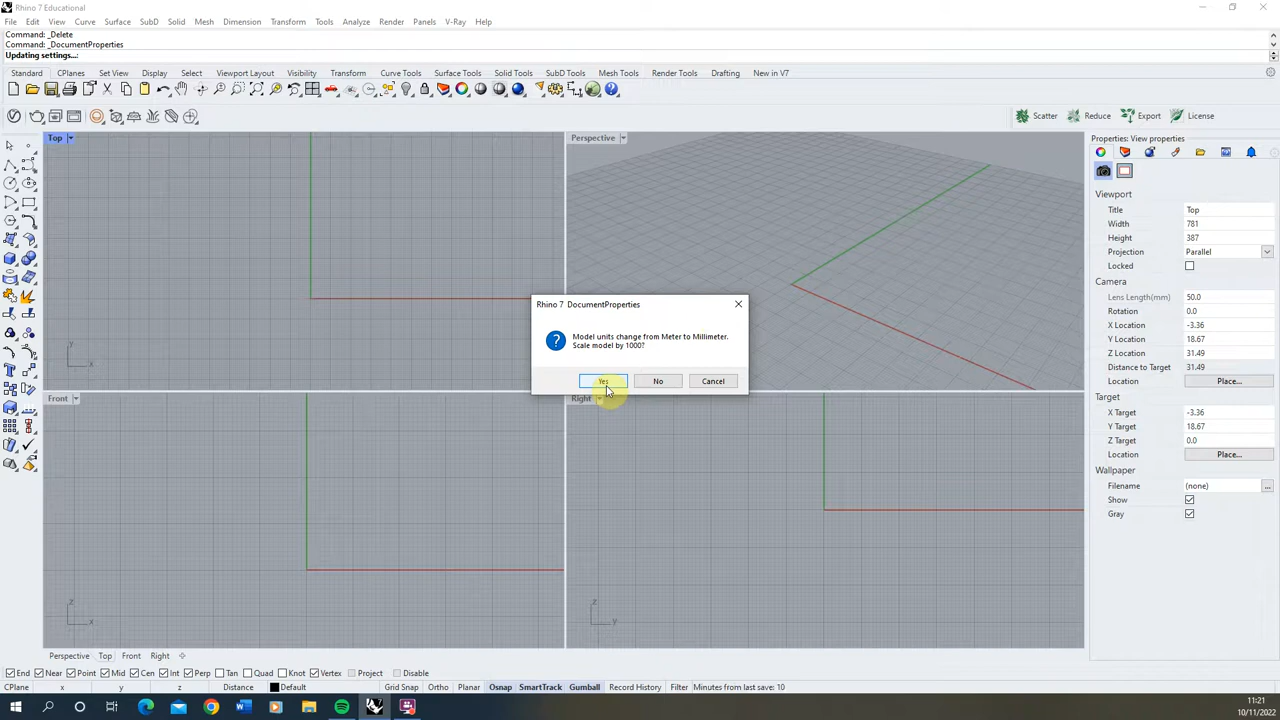 Rhino 7 Educational
File Edit View Curve Surface SubD Solid Mesh Dimension Transform Tools Analyze Render Panels V-Ray Help
Command: _Delete
Command: _DocumentProperties
Updating settings...:
Standard CPlanes Set View Display Select Viewport Layout Visibility Transform Curve Tools Surface Tools Solid Tools SubD Tools Mesh Tools Render Tools Drafting New in V7
Scatter Reduce Export License
Top
Perspective
Properties: View properties
Viewport
Title Top
Width 781
Height 387
Projection Parallel
Locked
Camera
Lens Length(mm) 50.0
Rotation 0.0
X Location -3.36
Y Location 18.67
Z Location 31.49
Distance to Target 31.49
Location Place...
Target
X Target -3.36
Y Target 18.67
Z Target 0.0
Location Place...
Wallpaper
Filename (none) ...
Show
Gray
Rhino 7 DocumentProperties
Model units change from Meter to Millimeter.
Scale model by 1000?
Yes No Cancel
y
x
Front
Right
z
x
z
y
Perspective Top Front Right
End Near Point Mid Cen Int Perp Tan Quad Knot Vertex Project Disable
CPlane x y z Distance Default Grid Snap Ortho Planar Osnap SmartTrack Gumball Record History Filter Minutes from last save: 10
11:21
10/11/2022